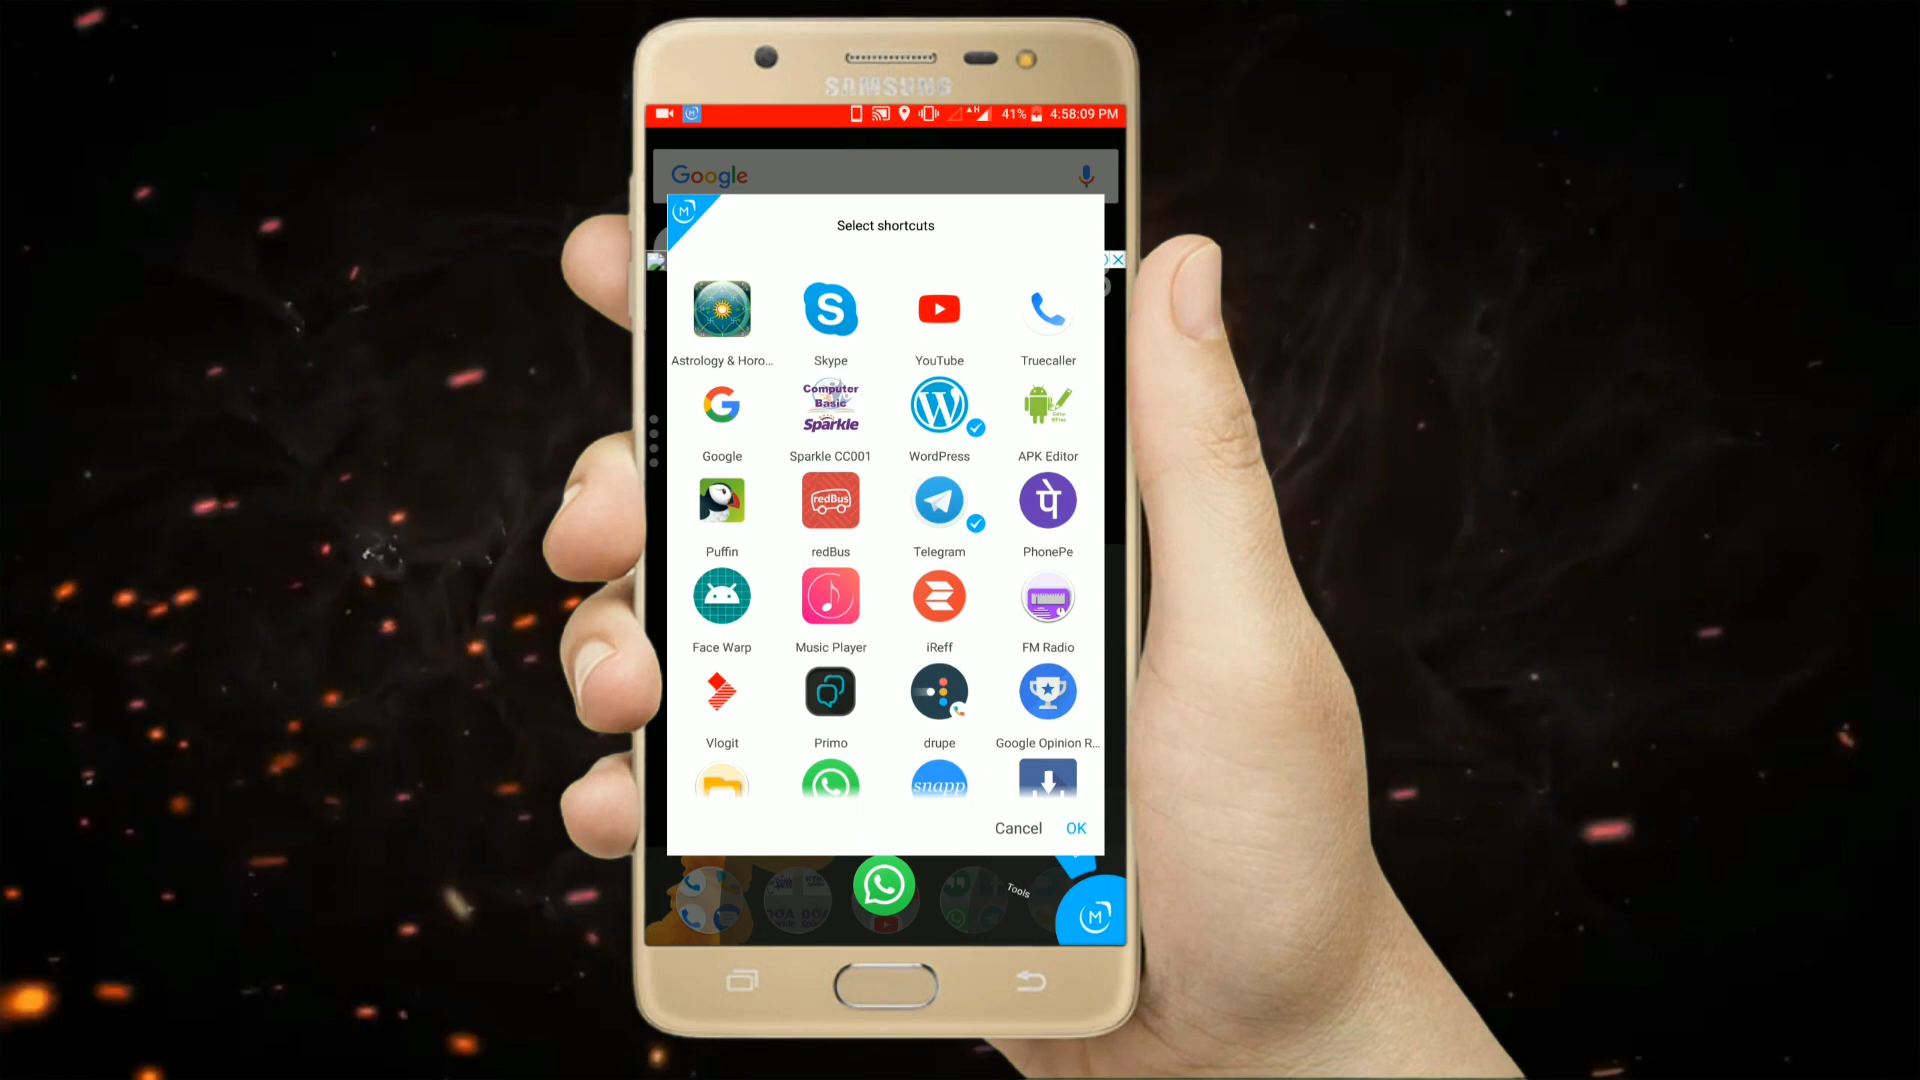 SAMSUNG
41% 4:58:09 PM
Google
M
Select shortcuts
Astrology & Horo...
Skype
YouTube
Truecaller
Computer
Basic
Sparkle
Google
Sparkle CC001
WordPress
APK Editor
redBus
पे
Puffin
redBus
Telegram
PhonePe
Face Warp
Music Player
iReff
FM Radio
Vlogit
Primo
drupe
Google Opinion R...
snapp
Cancel
OK
Tools
M